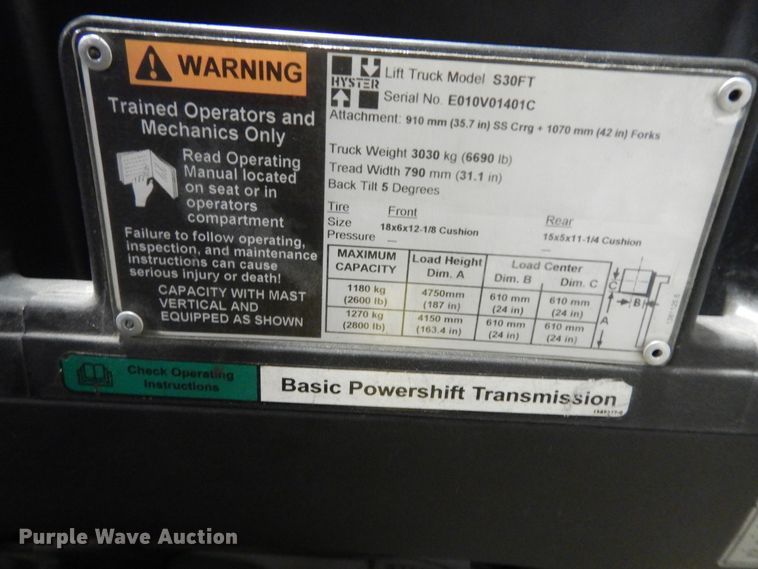 WARNING
Trained Operators and
Mechanics Only
Read Operating
Manual located
on seat or in
operators
compartment
Failure to follow operating,
inspection, and maintenance
instructions can cause
serious injury or death!
CAPACITY WITH MAST
VERTICAL AND
EQUIPPED AS SHOWN
HYSTER
Lift Truck Model S30FT
Serial No. E010V01401C
Attachment: 910 mm (35.7 in) SS Crrg + 1070 mm (42 in) Forks
Truck Weight 3030 kg (6690 lb)
Tread Width 790 mm (31.1 in)
Back Tilt 5 Degrees
Tire Front Rear
Size 18x6x12-1/8 Cushion 15x5x11-1/4 Cushion
Pressure — —
MAXIMUM CAPACITY Load Height Dim. A Load Center Dim. B Dim. C
1180 kg (2600 lb) 4750mm (187 in) 610 mm (24 in) 610 mm (24 in)
1270 kg (2800 lb) 4150 mm (163.4 in) 610 mm (24 in) 610 mm (24 in)
C
B
A
Check Operating
Instructions
Basic Powershift Transmission
Purple Wave Auction